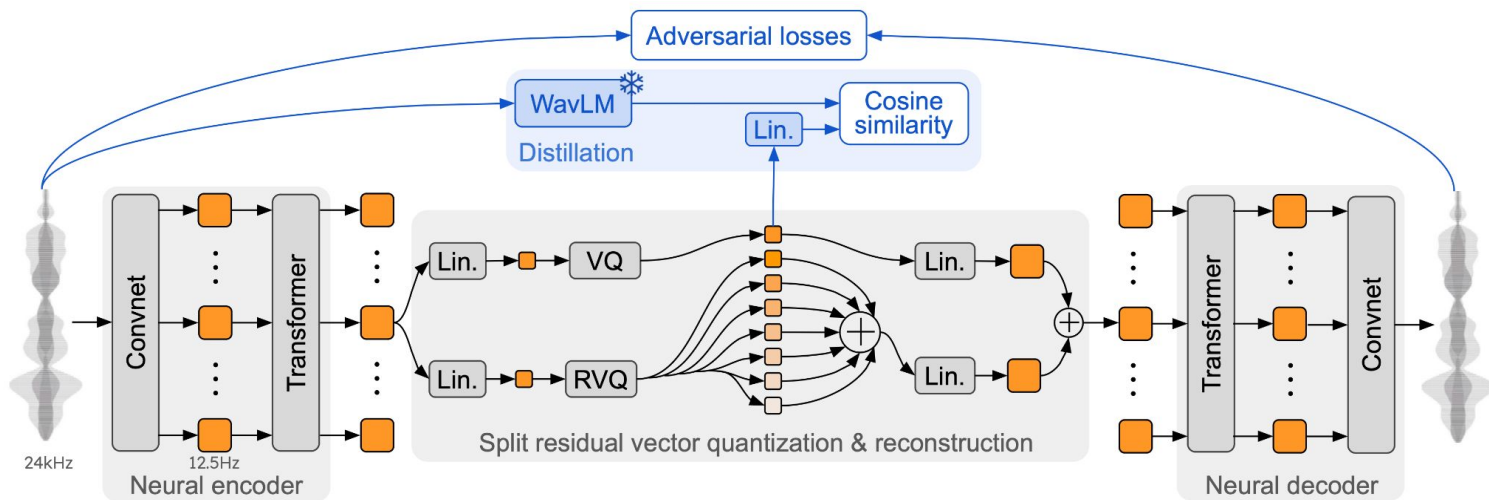 Adversarial losses
WavLM
Cosine
similarity
Lin.
Distillation
Convnet
Transformer
Lin.
VQ
Lin.
Lin.
RVQ
Lin.
Transformer
Convnet
Split residual vector quantization & reconstruction
24kHz
12.5Hz
Neural encoder
Neural decoder